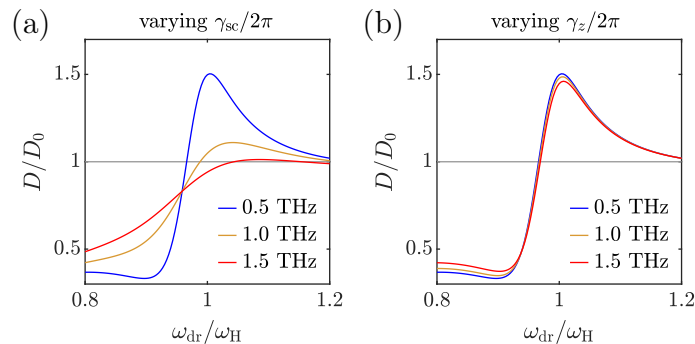 (a) varying γsc/2π
1.5
1
0.5
D/D0
0.5 THz
1.0 THz
1.5 THz
0.8 1 1.2
ωdr/ωH
(b) varying γz/2π
1.5
1
0.5
D/D0
0.5 THz
1.0 THz
1.5 THz
0.8 1 1.2
ωdr/ωH